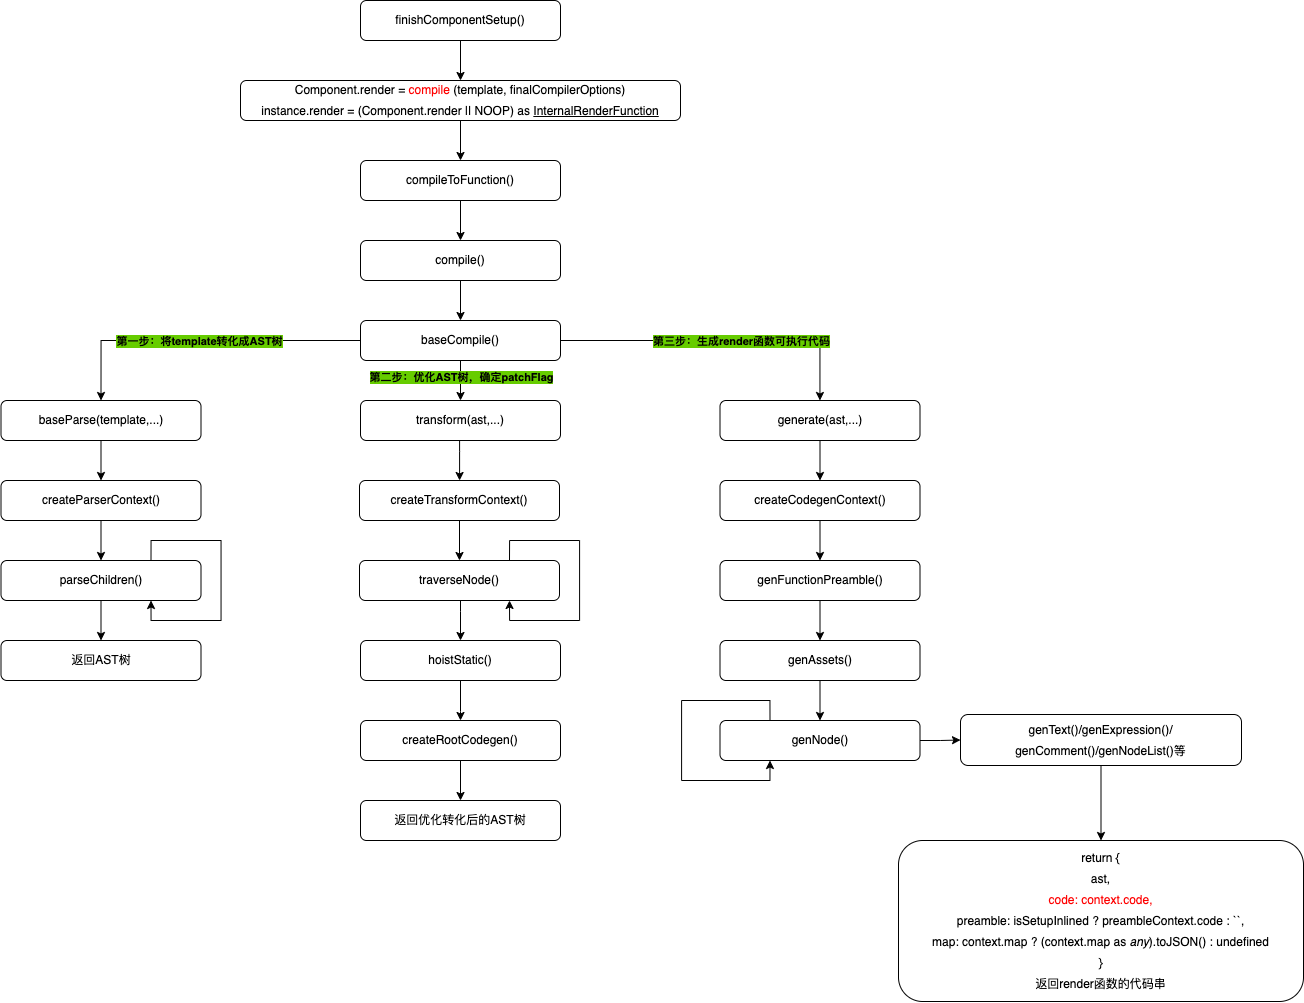 finishComponentSetup()
Component.render = compile (template, finalCompilerOptions)
instance.render = (Component.render || NOOP) as InternalRenderFunction
compileToFunction()
compile()
baseCompile()
第一步：将template转化成AST树
第三步：生成render函数可执行代码
第二步：优化AST树，确定patchFlag
baseParse(template,...)
createParserContext()
parseChildren()
返回AST树
transform(ast,...)
createTransformContext()
traverseNode()
hoistStatic()
createRootCodegen()
返回优化转化后的AST树
generate(ast,...)
createCodegenContext()
genFunctionPreamble()
genAssets()
genNode()
genText()/genExpression()/
genComment()/genNodeList()等
return {
ast,
code: context.code,
preamble: isSetupInlined ? preambleContext.code : ``,
map: context.map ? (context.map as any).toJSON() : undefined
}
返回render函数的代码串